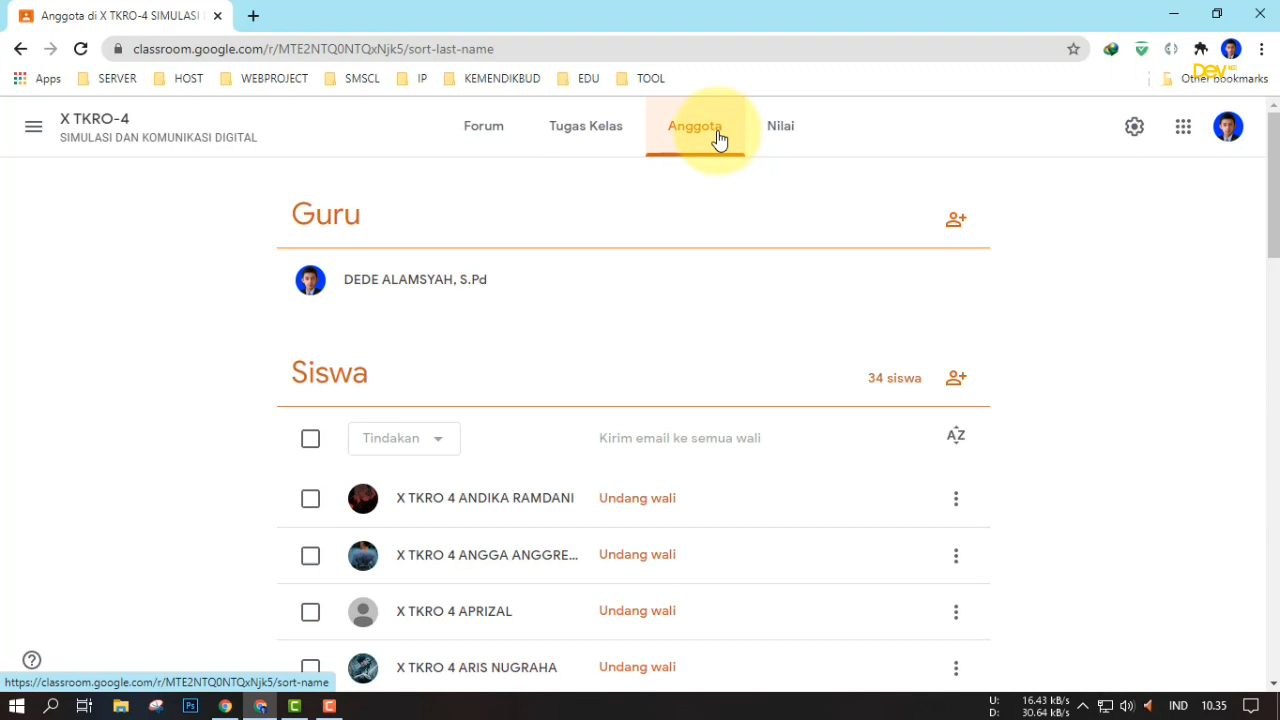 Anggota di X TKRO-4 SIMULASI
classroom.google.com/r/MTE2NTQ0NTQxNjk5/sort-last-name
Apps SERVER HOST WEBPROJECT SMSCL IP KEMENDIKBUD EDU TOOL Other bookmarks
Dev
X TKRO-4
SIMULASI DAN KOMUNIKASI DIGITAL
Forum Tugas Kelas Anggota Nilai
Guru
DEDE ALAMSYAH, S.Pd
Siswa
34 siswa
Tindakan Kirim email ke semua wali AZ
X TKRO 4 ANDIKA RAMDANI Undang wali
X TKRO 4 ANGGA ANGGRE... Undang wali
X TKRO 4 APRIZAL Undang wali
X TKRO 4 ARIS NUGRAHA Undang wali
https://classroom.google.com/r/MTE2NTQ0NTQxNjk5/sort-name
U: 16.43 kB/s
D: 30.64 kB/s
IND 10.35